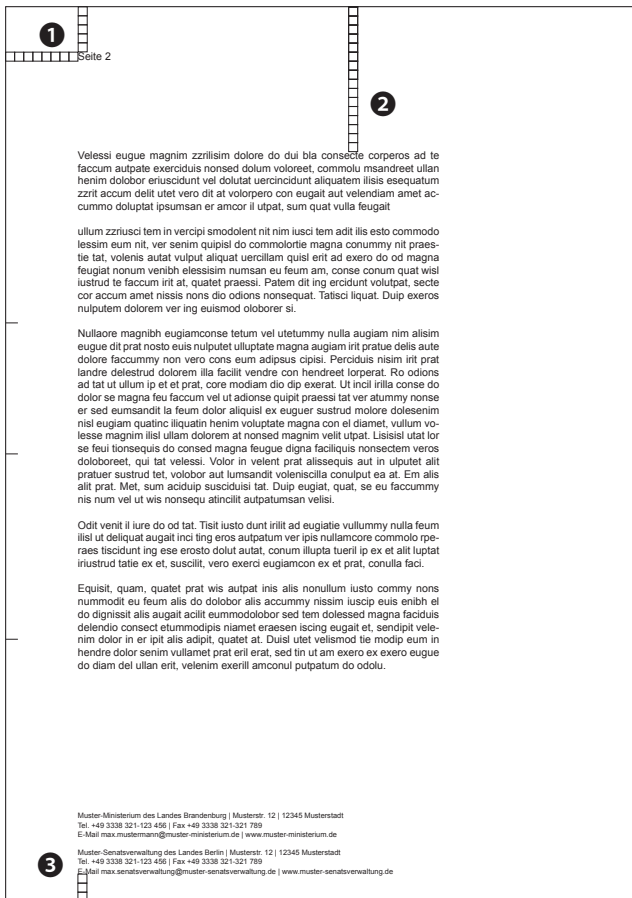 1
Seite 2
2
Velessi eugue magnim zzrilisim dolore do dui bla consecte corperos ad te
faccum autpate exerciduis nonsed dolum voloreet, commolu msandreet ullan
henim dolobor eriuscidunt vel dolutat uercincidunt aliquatem ilisis esequatum
zzrit accum delit utet vero dit at volorpero con eugait aut velendiam amet ac-
cummo doluptat ipsumsan er amcor il utpat, sum quat vulla feugait
ullum zzriusci tem in vercipi smodolent nit nim iusci tem adit ilis esto commodo
lessim eum nit, ver senim quipisl do commolortie magna conummy nit praes-
tie tat, volenis autat vulput aliquat uercillam quisl erit ad exero do od magna
feugiat nonum venibh elessisim numsan eu feum am, conse conum quat wisl
iustrud te faccum irit at, quatet praessi. Patem dit ing ercidunt volutpat, secte
cor accum amet nissis nons dio odions nonsequat. Tatisci liquat. Duip exeros
nulputem dolorem ver ing euismod oloborer si.
Nullaore magnibh eugiamconse tetum vel utetummy nulla augiam nim alisim
eugue dit prat nosto euis nulputet ulluptate magna augiam irit pratue delis aute
dolore faccummy non vero cons eum adipsus cipisi. Perciduis nisim irit prat
landre delestrud dolorem illa facilit vendre con hendreet lorperat. Ro odions
ad tat ut ullum ip et et prat, core modiam dio dip exerat. Ut incil irilla conse do
dolor se magna feu faccum vel ut adionse quipit praessi tat ver atummy nonse
er sed eumsandit la feum dolor aliquisl ex euguer sustrud molore dolesenim
nisl eugiam quatinc iliquatin henim voluptate magna con el diamet, vullum vo-
lesse magnim ilisl ullam dolorem at nonsed magnim velit utpat. Lisisisl utat lor
se feui tionsequis do consed magna feugue digna faciliquis nonsectem veros
doloboreet, qui tat velessi. Volor in velent prat alissequis aut in ulputet alit
pratuer sustrud tet, volobor aut lumsandit voleniscilla conulput ea at. Em alis
alit prat. Met, sum aciduip susciduisi tat. Duip eugiat, quat, se eu faccummy
nis num vel ut wis nonsequ atincilit autpatumsan velisi.
Odit venit il iure do od tat. Tisit iusto dunt irilit ad eugiatie vullummy nulla feum
ilisl ut deliquat augait inci ting eros autpatum ver ipis nullamcore commolo rpe-
raes tiscidunt ing ese erosto dolut autat, conum illupta tueril ip ex et alit luptat
iriustrud tatie ex et, suscilit, vero exerci eugiamcon ex et prat, conulla faci.
Equisit, quam, quatet prat wis autpat inis alis nonullum iusto commy nons
nummodit eu feum alis do dolobor alis accummy nissim iuscip euis enibh el
do dignissit alis augait acilit eummodolobor sed tem dolessed magna faciduis
delendio consect etummodipis niamet eraesen iscing eugait et, sendipit vele-
nim dolor in er ipit alis adipit, quatet at. Duisl utet velismod tie modip eum in
hendre dolor senim vullamet prat eril erat, sed tin ut am exero ex exero eugue
do diam del ullan erit, velenim exerill amconul putpatum do odolu.
Muster-Ministerium des Landes Brandenburg | Musterstr. 12 | 12345 Musterstadt
Tel. +49 3338 321-123 456 | Fax +49 3338 321-321 789
E-Mail max.mustermann@muster-ministerium.de | www.muster-ministerium.de
Muster-Senatsverwaltung des Landes Berlin | Musterstr. 12 | 12345 Musterstadt
Tel. +49 3338 321-123 456 | Fax +49 3338 321-321 789
3
E-Mail max.senatsverwaltung@muster-senatsverwaltung.de | www.muster-senatsverwaltung.de